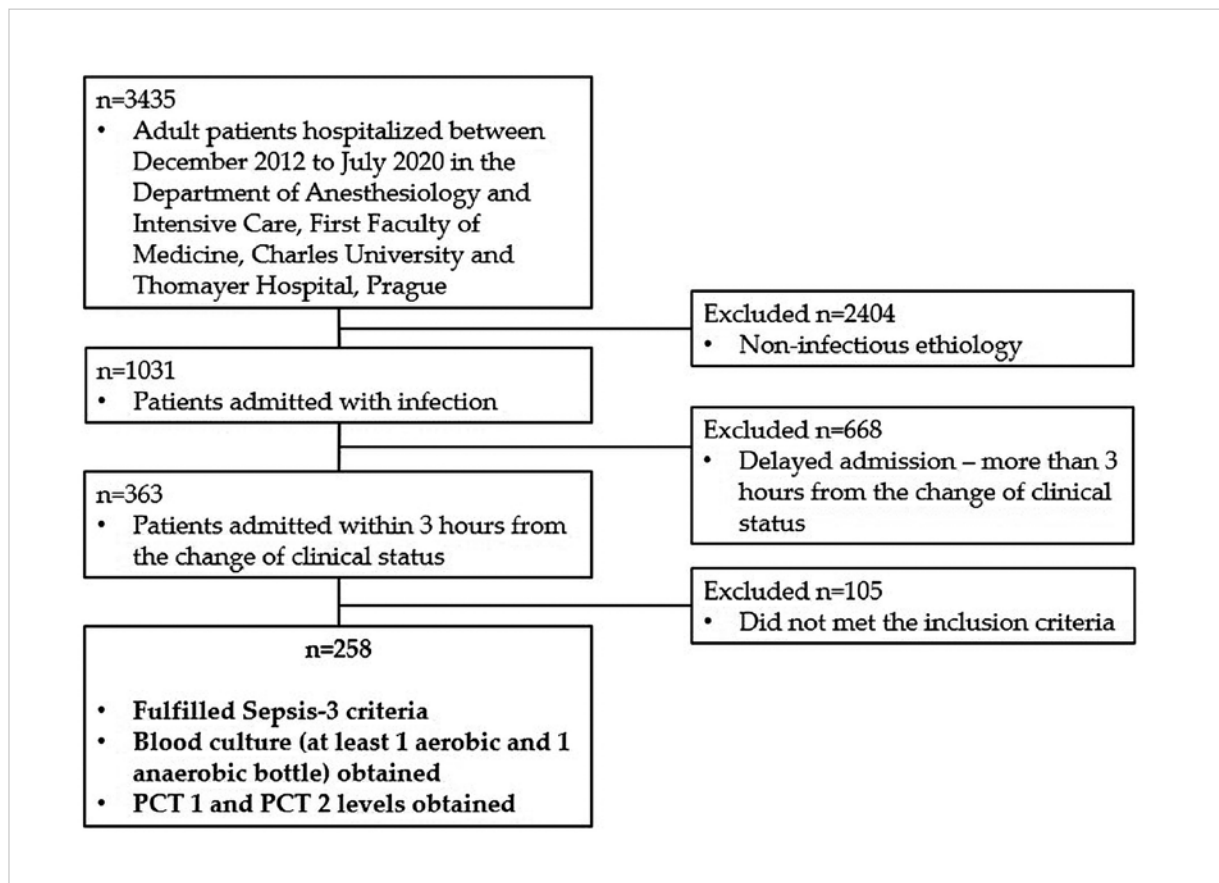 n=3435
• Adult patients hospitalized between
December 2012 to July 2020 in the
Department of Anesthesiology and
Intensive Care, First Faculty of
Medicine, Charles University and
Thomayer Hospital, Prague
Excluded n=2404
• Non-infectious ethiology
n=1031
• Patients admitted with infection
Excluded n=668
• Delayed admission – more than 3
hours from the change of clinical
status
n=363
• Patients admitted within 3 hours from
the change of clinical status
Excluded n=105
• Did not met the inclusion criteria
n=258
• Fulfilled Sepsis-3 criteria
• Blood culture (at least 1 aerobic and 1
anaerobic bottle) obtained
• PCT 1 and PCT 2 levels obtained